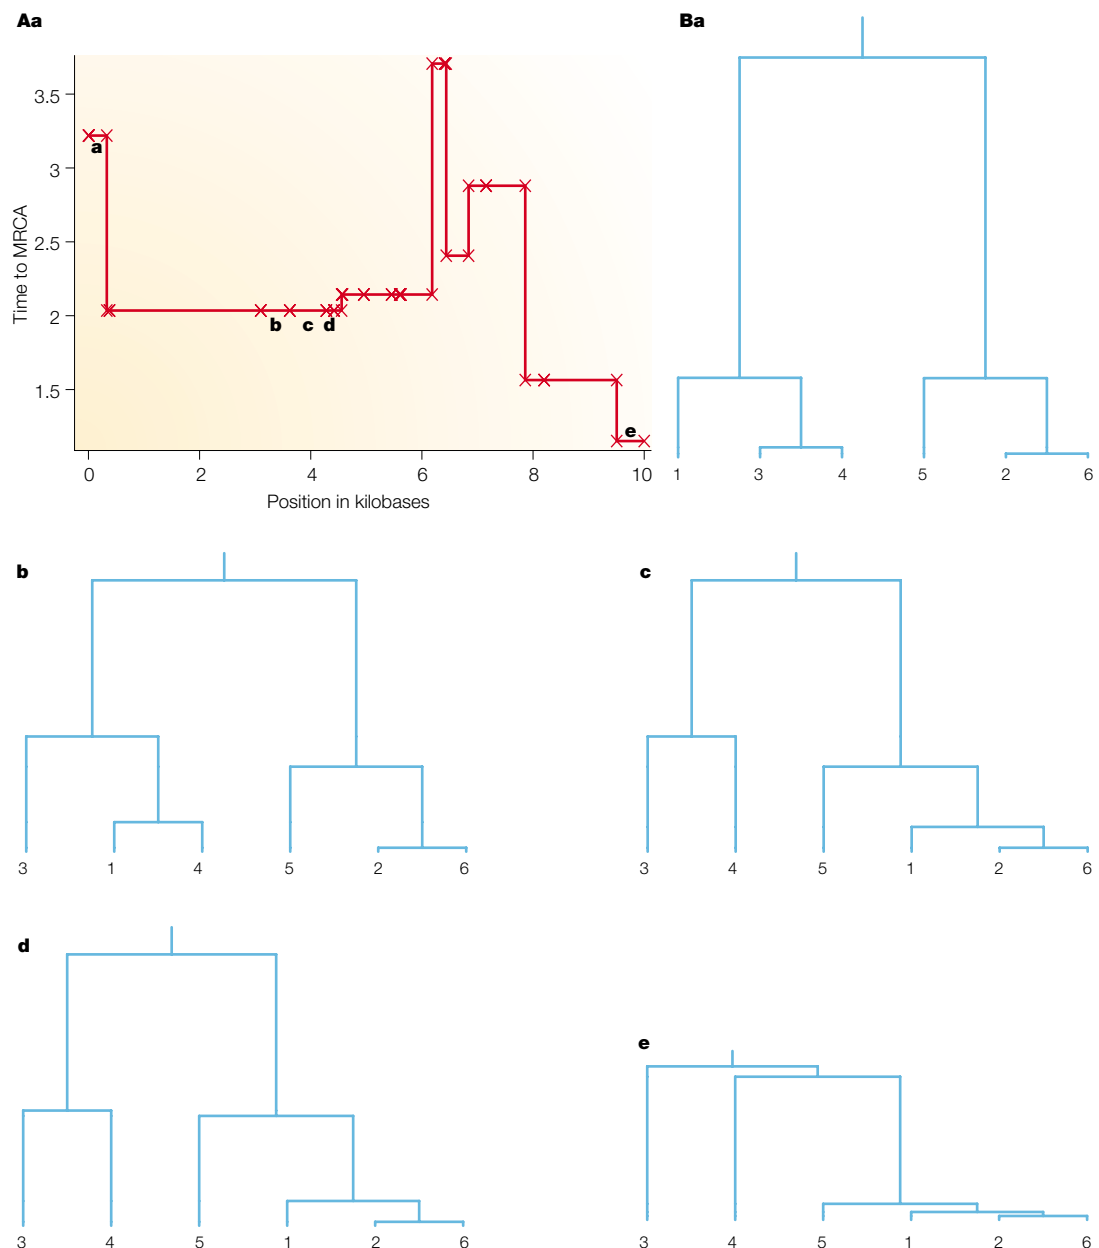 Aa
Ba
3.5
3
2.5
2
1.5
Time to MRCA
a
b c d
e
0 2 4 6 8 10
Position in kilobases
1 3 4 5 2 6
b
3 1 4 5 2 6
c
3 4 5 1 2 6
d
3 4 5 1 2 6
e
3 4 5 1 2 6